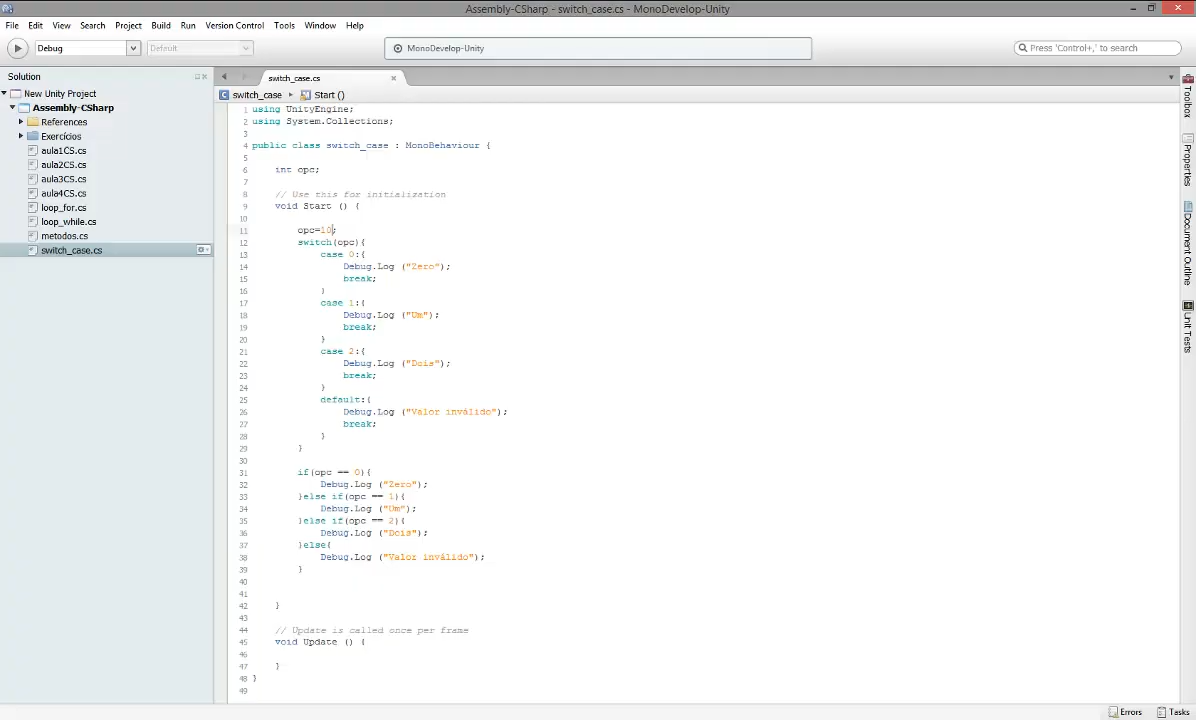 Assembly-CSharp - switch_case.cs - MonoDevelop-Unity
File Edit View Search Project Build Run Version Control Tools Window Help
Debug Default MonoDevelop-Unity Press 'Control+,' to search
Solution
New Unity Project
Assembly-CSharp
References
Exercícios
aula1CS.cs
aula2CS.cs
aula3CS.cs
aula4CS.cs
loop_for.cs
loop_while.cs
metodos.cs
switch_case.cs
switch_case.cs
switch_case Start ()
1 using UnityEngine;
2 using System.Collections;
3
4 public class switch_case : MonoBehaviour {
5
6 int opc;
7
8 // Use this for initialization
9 void Start () {
10
11 opc=10;
12 switch(opc){
13 case 0:{
14 Debug.Log ("Zero");
15 break;
16 }
17 case 1:{
18 Debug.Log ("Um");
19 break;
20 }
21 case 2:{
22 Debug.Log ("Dois");
23 break;
24 }
25 default:{
26 Debug.Log ("Valor inválido");
27 break;
28 }
29 }
30
31 if(opc == 0){
32 Debug.Log ("Zero");
33 }else if(opc == 1){
34 Debug.Log ("Um");
35 }else if(opc == 2){
36 Debug.Log ("Dois");
37 }else{
38 Debug.Log ("Valor inválido");
39 }
40
41
42 }
43
44 // Update is called once per frame
45 void Update () {
46
47 }
48 }
49
Toolbox
Properties
Document Outline
Unit Tests
Errors Tasks